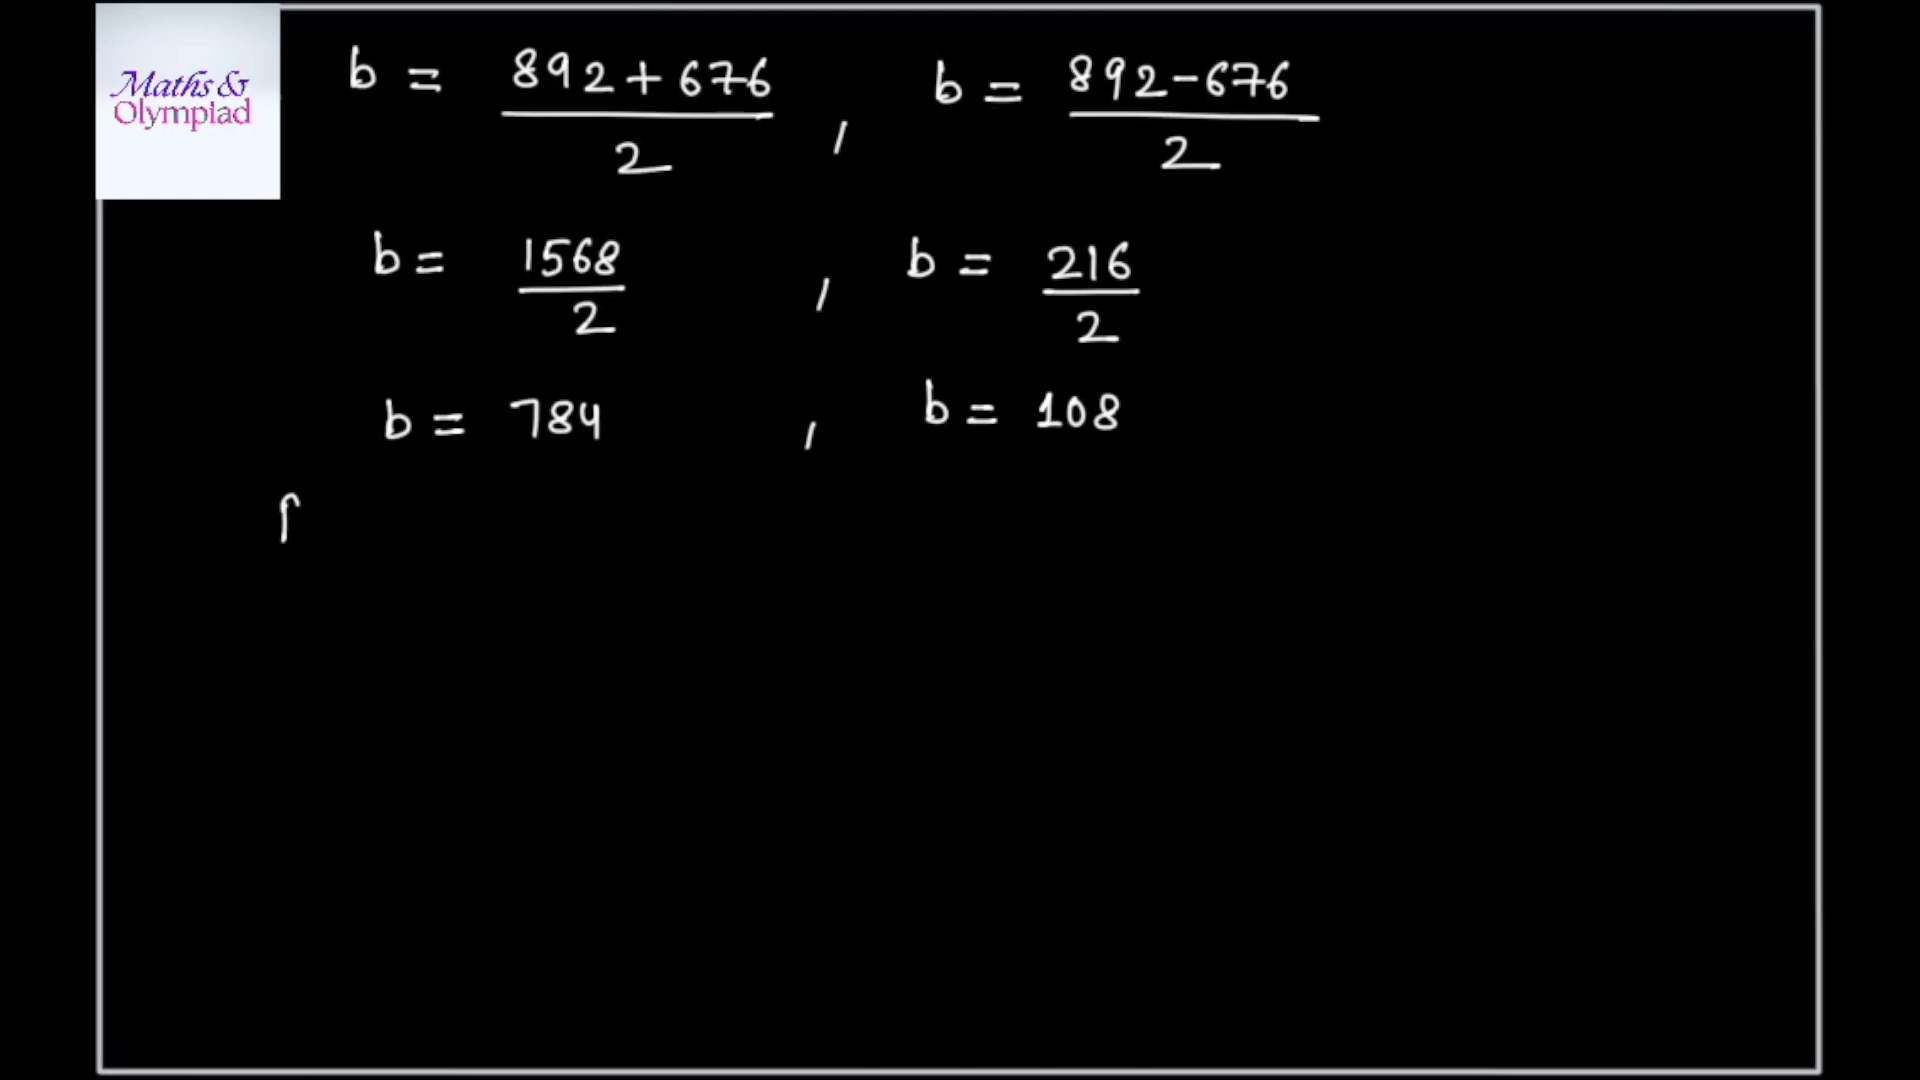 Maths &
Olympiad
b = 892+676 / 2 , b = 892-676 / 2
b = 1568 / 2 , b = 216 / 2
b = 784 , b = 108